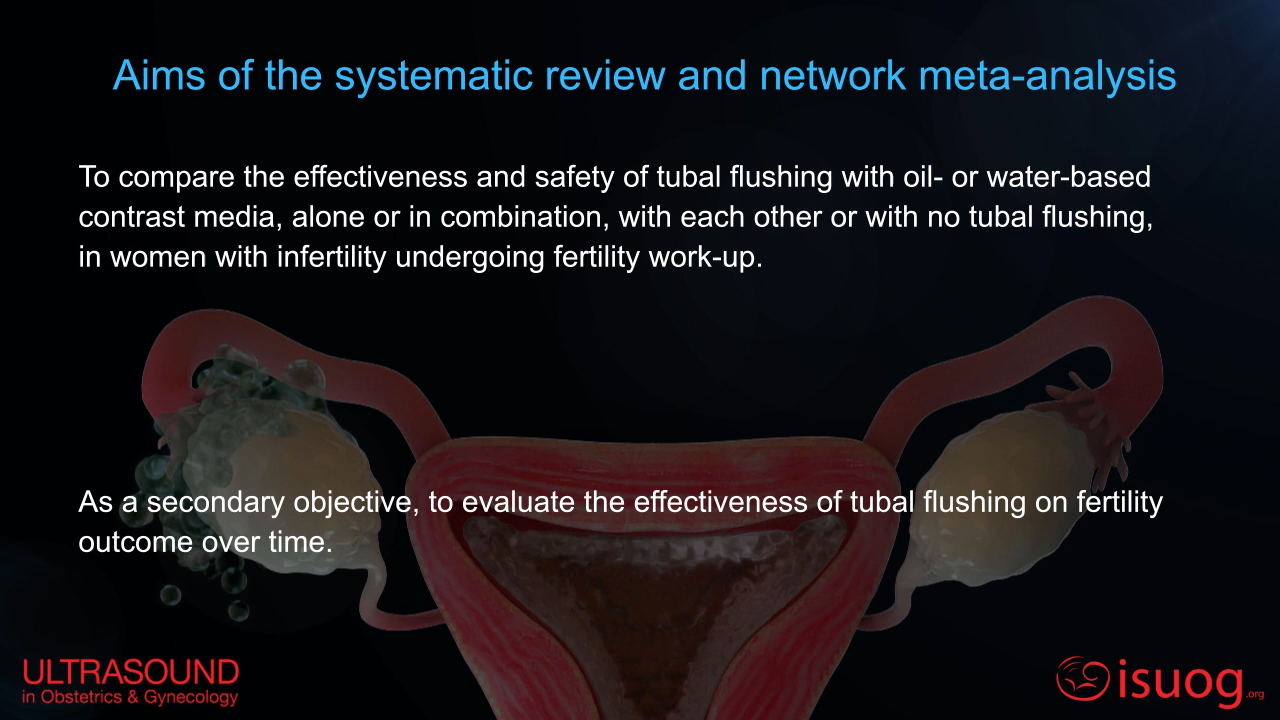 Aims of the systematic review and network meta-analysis
To compare the effectiveness and safety of tubal flushing with oil- or water-based
contrast media, alone or in combination, with each other or with no tubal flushing,
in women with infertility undergoing fertility work-up.
As a secondary objective, to evaluate the effectiveness of tubal flushing on fertility
outcome over time.
ULTRASOUND
in Obstetrics & Gynecology
isuog.org